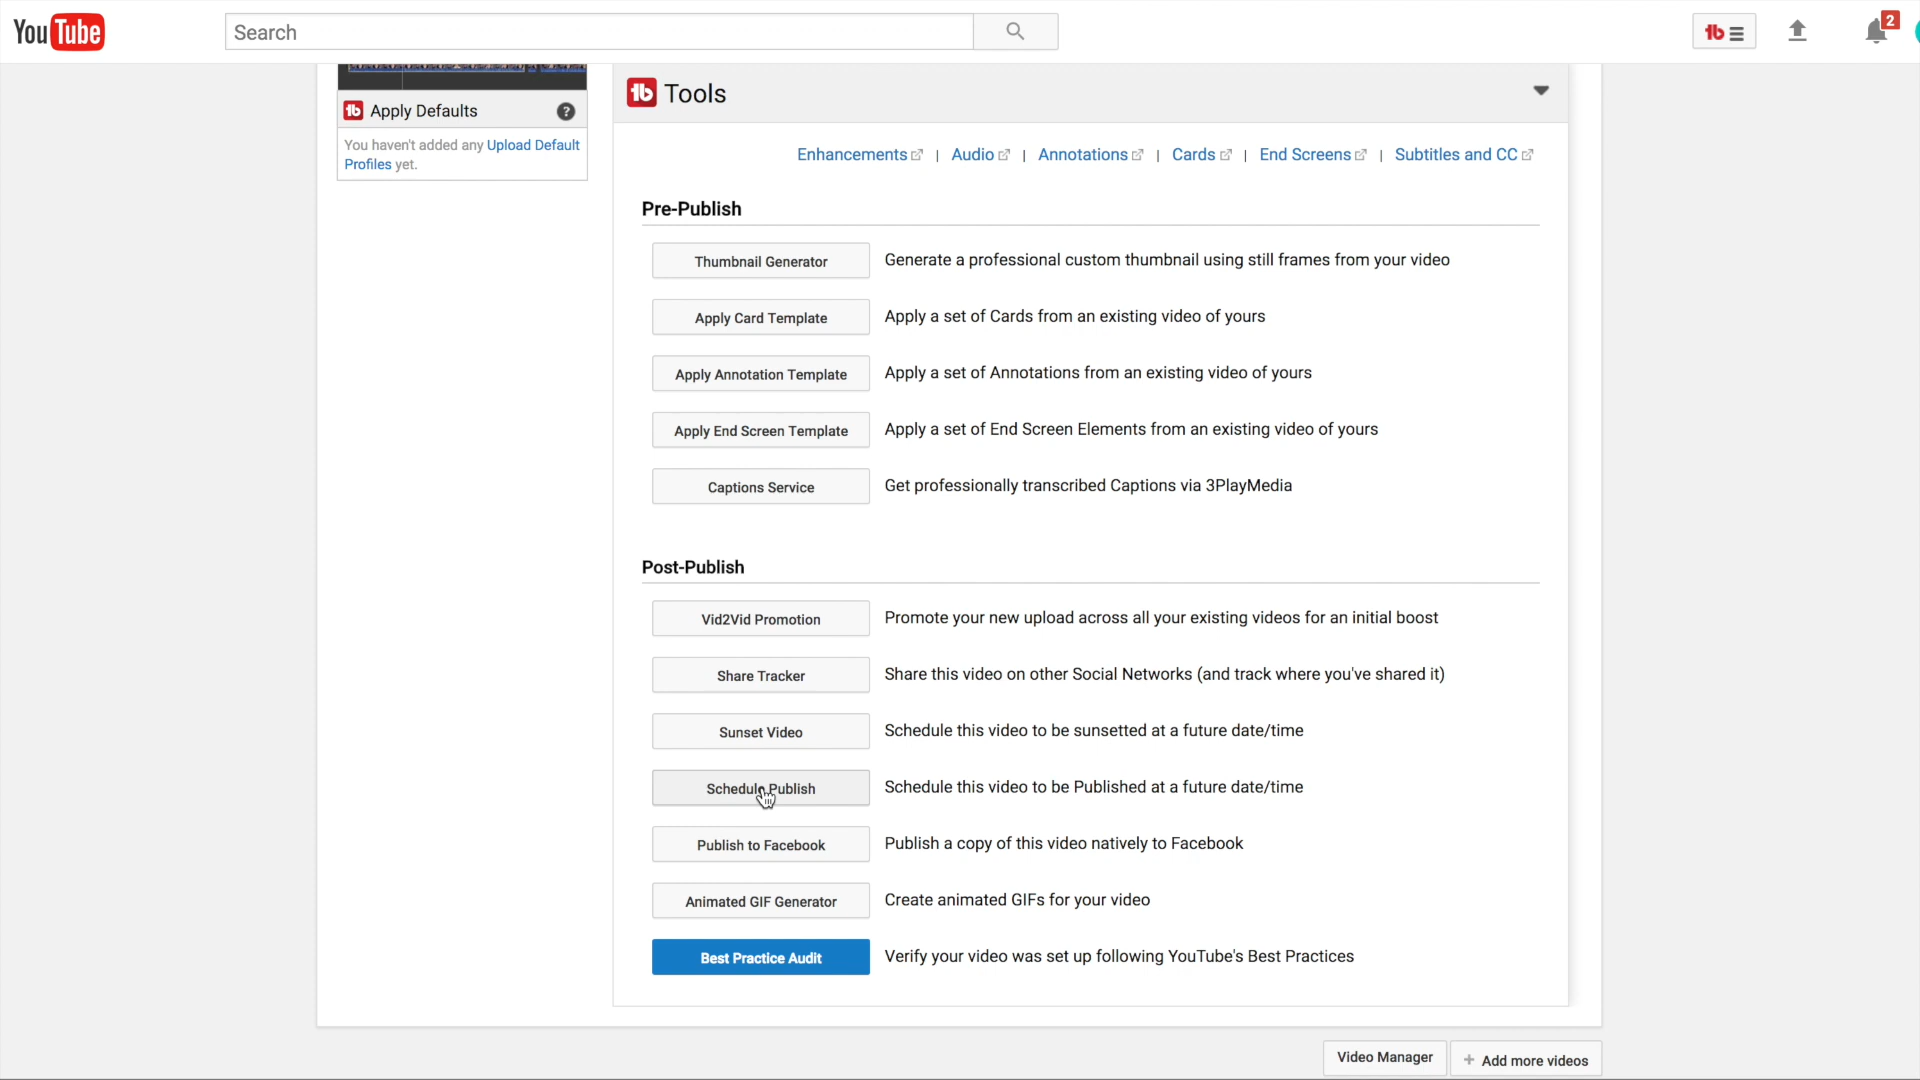 YouTube
Search
tb
2
tb Apply Defaults ?
You haven't added any Upload Default
Profiles yet.
tb Tools
Enhancements | Audio | Annotations | Cards | End Screens | Subtitles and CC
Pre-Publish
Thumbnail Generator Generate a professional custom thumbnail using still frames from your video
Apply Card Template Apply a set of Cards from an existing video of yours
Apply Annotation Template Apply a set of Annotations from an existing video of yours
Apply End Screen Template Apply a set of End Screen Elements from an existing video of yours
Captions Service Get professionally transcribed Captions via 3PlayMedia
Post-Publish
Vid2Vid Promotion Promote your new upload across all your existing videos for an initial boost
Share Tracker Share this video on other Social Networks (and track where you've shared it)
Sunset Video Schedule this video to be sunsetted at a future date/time
Schedule Publish Schedule this video to be Published at a future date/time
Publish to Facebook Publish a copy of this video natively to Facebook
Animated GIF Generator Create animated GIFs for your video
Best Practice Audit Verify your video was set up following YouTube's Best Practices
Video Manager + Add more videos